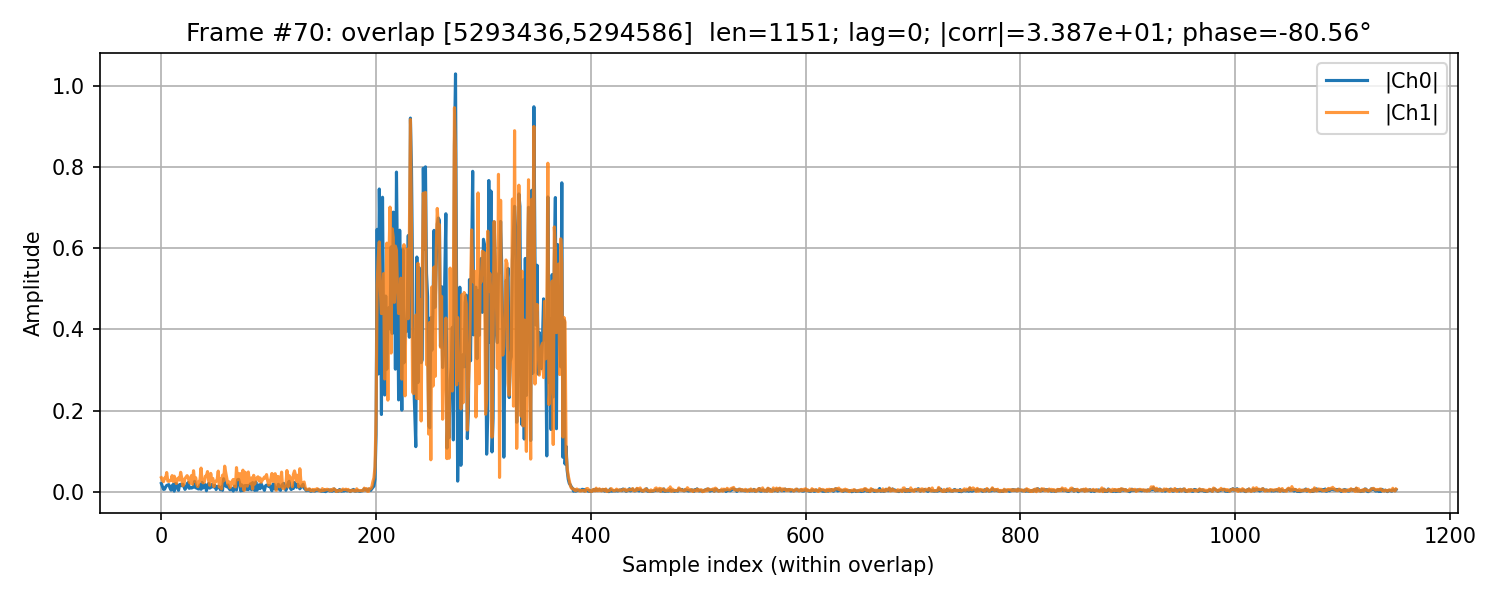 Frame #70: overlap [5293436,5294586]  len=1151; lag=0; |corr|=3.387e+01; phase=-80.56°
|Ch0|
|Ch1|
Amplitude
1.0
0.8
0.6
0.4
0.2
0.0
0 200 400 600 800 1000 1200
Sample index (within overlap)